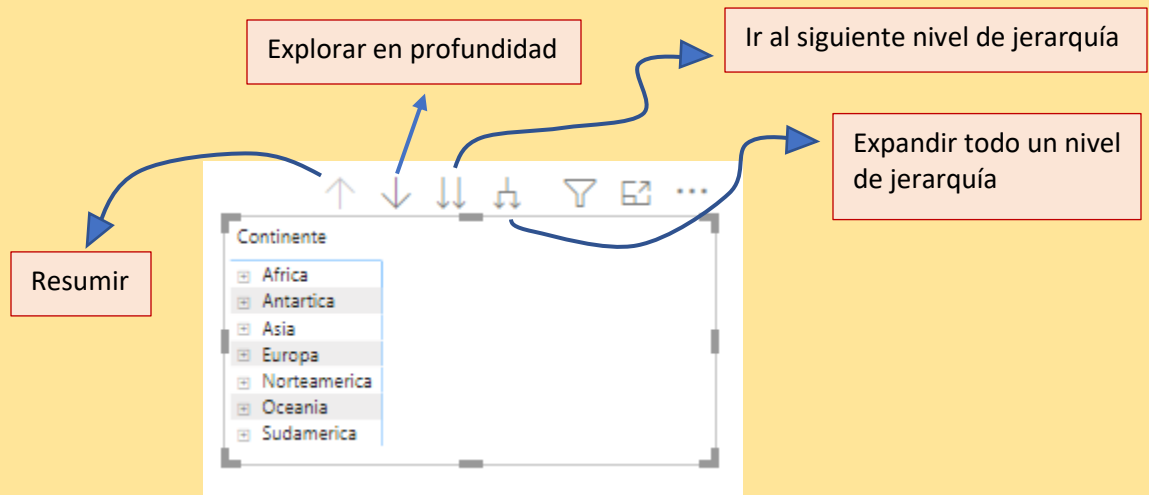 Explorar en profundidad
Ir al siguiente nivel de jerarquía
Expandir todo un nivel
de jerarquía
Resumir
Continente
Africa
Antartica
Asia
Europa
Norteamerica
Oceania
Sudamerica